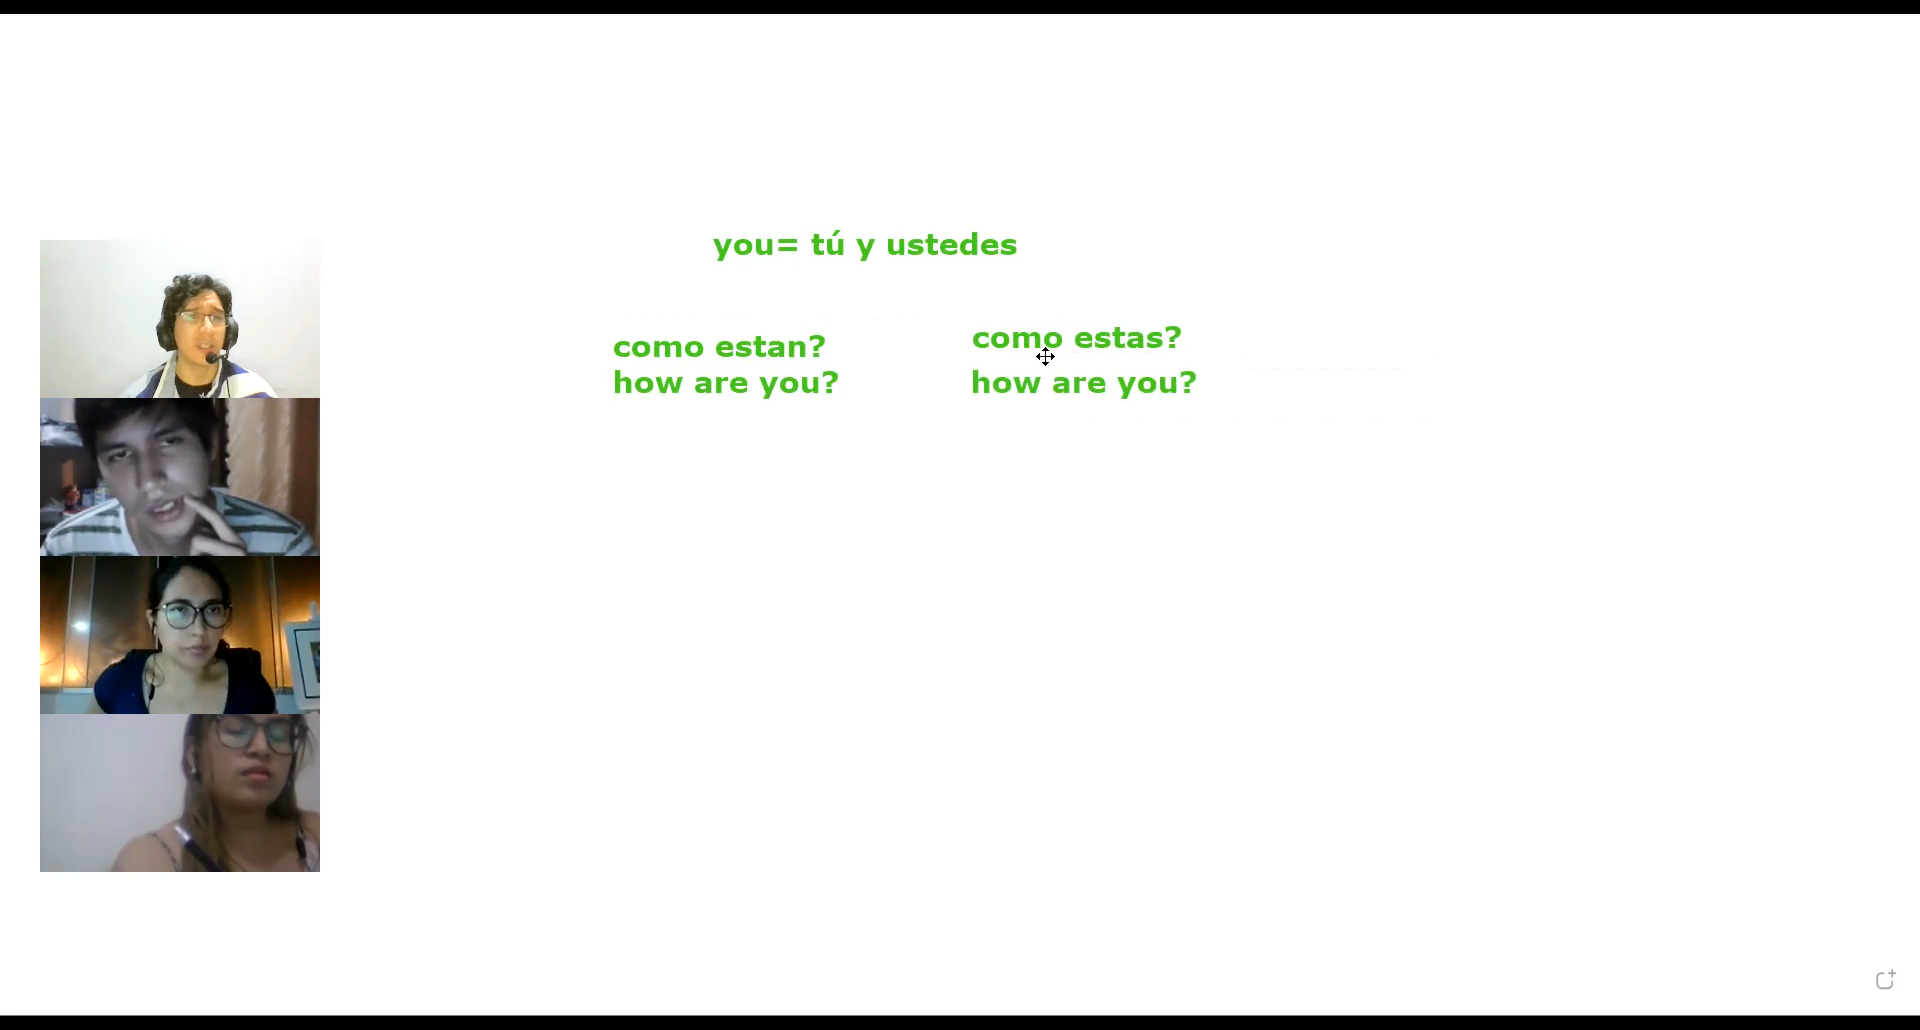 you= tú y ustedes
como estan?
how are you?
como estas?
how are you?